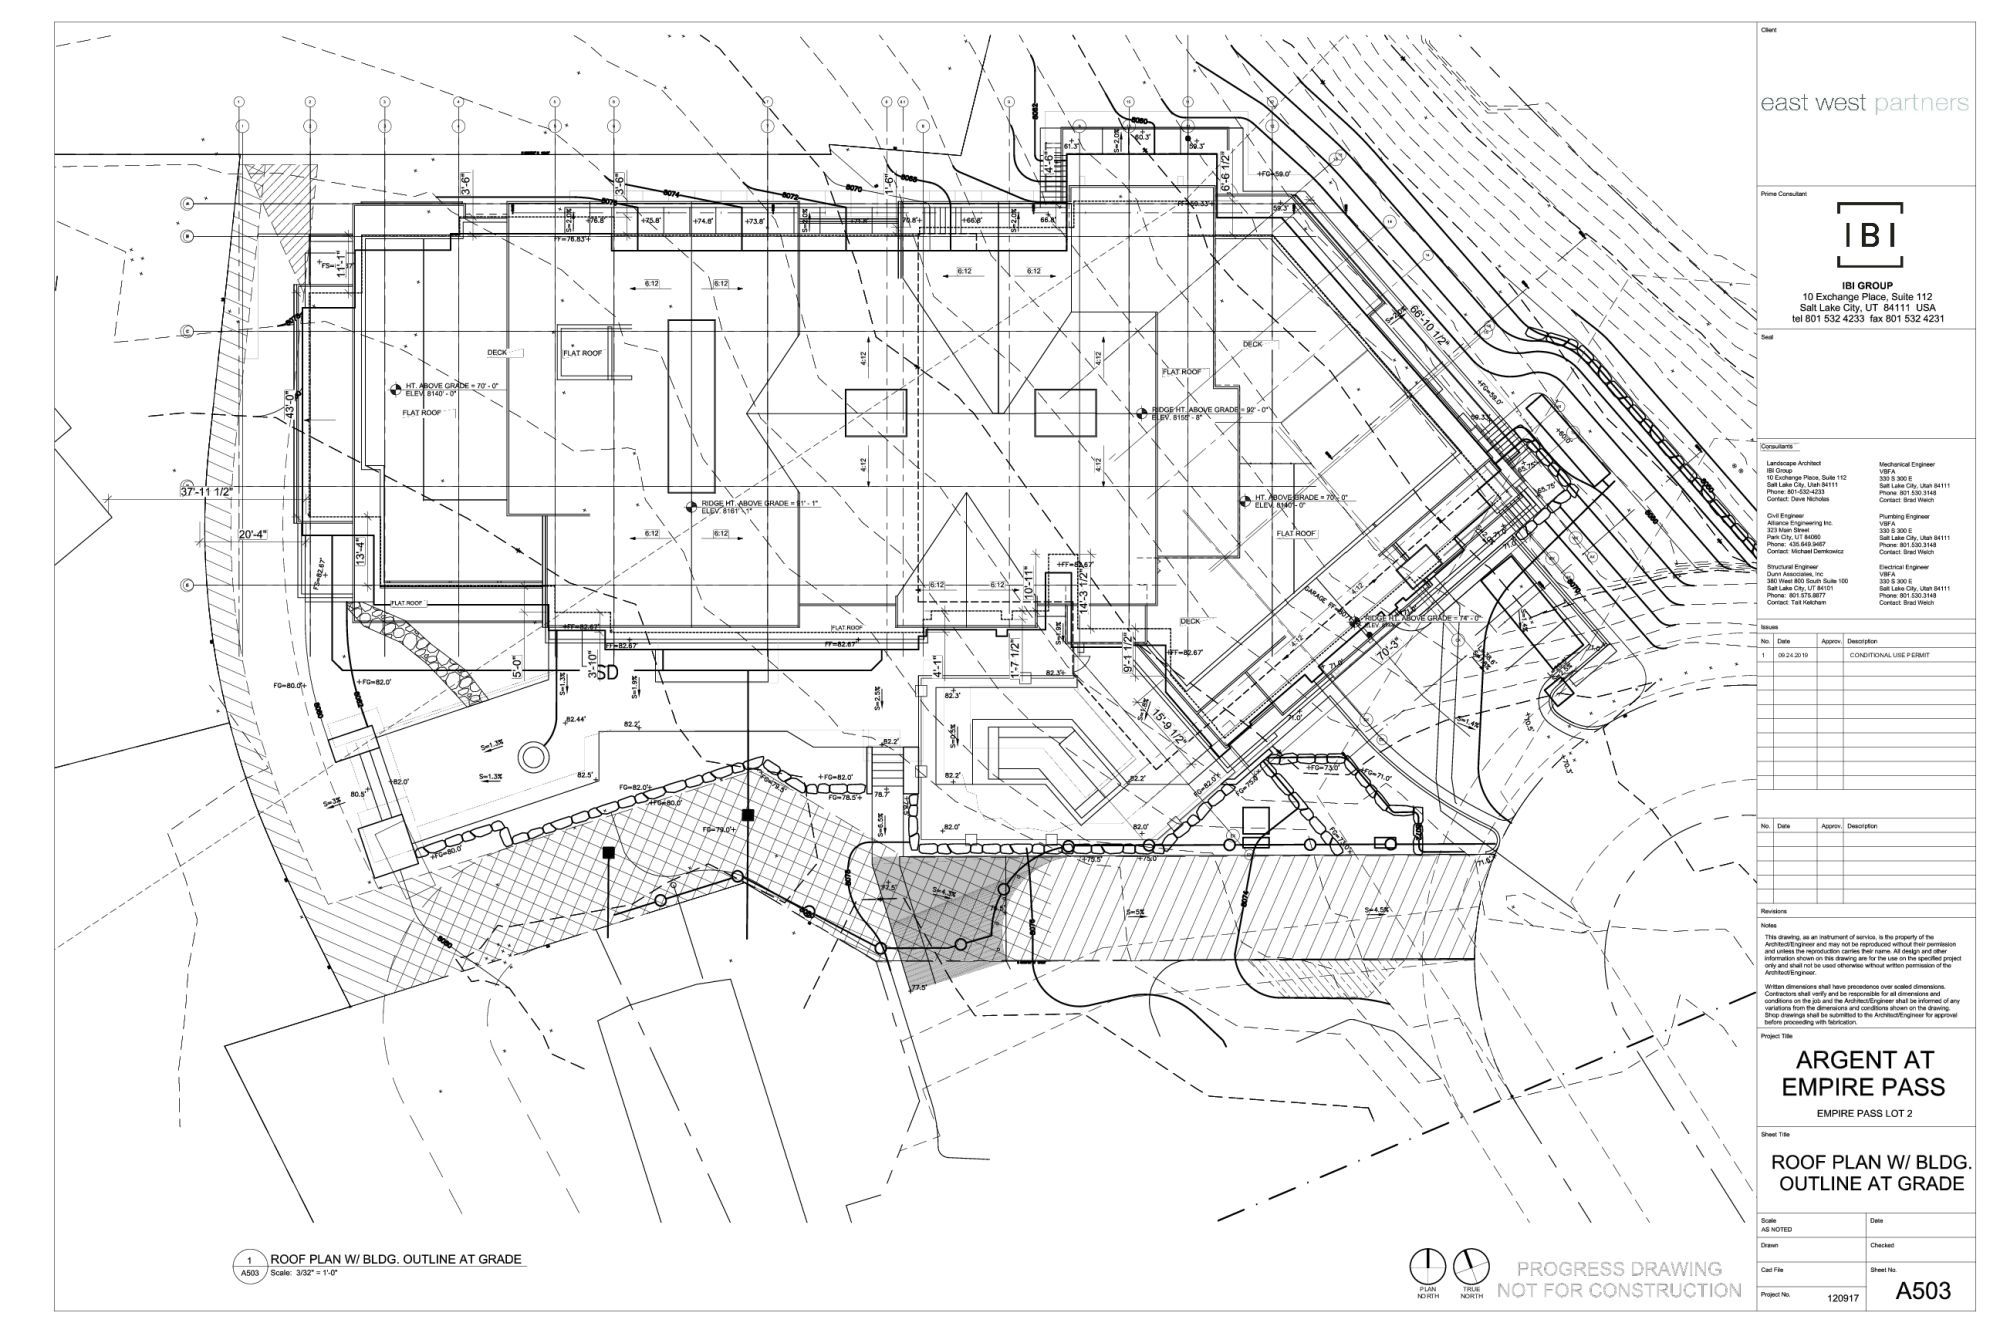 Client
east west partners
Prime Consultant
IBI
IBI GROUP
10 Exchange Place, Suite 112
Salt Lake City, UT 84111 USA
tel 801 532 4233 fax 801 532 4231
Seal
Consultants
Landscape Architect
IBI Group
10 Exchange Place, Suite 112
Salt Lake City, Utah 84111
Phone: 801-532-4233
Contact: Dave Nicholas
Mechanical Engineer
VBFA
330 S 300 E
Salt Lake City, Utah 84111
Phone: 801.530.3148
Contact: Brad Welch
Civil Engineer
Alliance Engineering Inc.
323 Main Street
Park City, UT 84060
Phone: 435.649.9467
Contact: Michael Demkowicz
Plumbing Engineer
VBFA
330 S 300 E
Salt Lake City, Utah 84111
Phone: 801.530.3148
Contact: Brad Welch
Structural Engineer
Dunn Associates, Inc
380 West 800 South Suite 100
Salt Lake City, UT 84101
Phone: 801.575.8877
Contact: Tait Ketcham
Electrical Engineer
VBFA
330 S 300 E
Salt Lake City, Utah 84111
Phone: 801.530.3148
Contact: Brad Welch
Issues
No. Date Approv. Description
1 09.24.2019 CONDITIONAL USE PERMIT
No. Date Approv. Description
Revisions
Notes
This drawing, as an instrument of service, is the property of the
Architect/Engineer and may not be reproduced without their permission
and unless the reproduction carries their name. All design and other
information shown on this drawing are for the use on the specified project
only and shall not be used otherwise without written permission of the
Architect/Engineer.
Written dimensions shall have precedence over scaled dimensions.
Contractors shall verify and be responsible for all dimensions and
conditions on the job and the Architect/Engineer shall be informed of any
variations from the dimensions and conditions shown on the drawing.
Shop drawings shall be submitted to the Architect/Engineer for approval
before proceeding with fabrication.
Project Title
ARGENT AT
EMPIRE PASS
EMPIRE PASS LOT 2
Sheet Title
ROOF PLAN W/ BLDG.
OUTLINE AT GRADE
Scale
AS NOTED
Date
Drawn
Checked
Cad File
Sheet No.
Project No.
120917
A503
1
A503
ROOF PLAN W/ BLDG. OUTLINE AT GRADE
Scale: 3/32" = 1'-0"
PLAN
NORTH
TRUE
NORTH
PROGRESS DRAWING
NOT FOR CONSTRUCTION
3'-6"
3'-6"
1'-6"
4'-6"
6'-6 1/2"
11'-1"
43'-0"
37'-11 1/2"
20'-4"
13'-4"
5'-0"
3'-10"
4'-1"
1'-7 1/2"
10'-11"
14'-3 1/2"
9'-1 1/2"
15'-9 1/2"
66'-10 1/2"
70'-3"
8082
8080
8074
8072
8070
8068
+76.8'
+75.8'
+74.8'
+73.8'
70.8'
+66.8'
66.8'
61.3'
60.3'
59.3'
FF=76.83'+
+FG=59.0'
6:12
6:12
6:12
6:12
4:12
4:12
DECK
FLAT ROOF
HT. ABOVE GRADE = 70' - 0"
ELEV. 8140' - 0"
FLAT ROOF
DECK
FLAT ROOF
RIDGE HT. ABOVE GRADE = 92' - 0"
ELEV. 8155' - 8"
4:12
4:12
RIDGE HT. ABOVE GRADE = 91' - 1"
ELEV. 8161' - 1"
HT. ABOVE GRADE = 70' - 0"
ELEV. 8140' - 0"
FLAT ROOF
6:12
6:12
6:12
6:12
FS=82.67'
FLAT ROOF
+FF=82.67'
FLAT ROOF
+FF=82.67'
FF=82.67'
FF=82.67'
+FF=82.67'
DECK
RIDGE HT. ABOVE GRADE = 74' - 0"
4:12
4:12
FG=80.0'+
+FG=82.0'
82.44'
82.2'
82.3'
82.3'+
82.2'
82.2'
82.2'
82.5'
82.0'
80.5'
S=1.3%
S=1.3%
S=1.3%
S=1.9%
S=2.5%
S=0.5%
S=3%
FG=82.0'+
+FG=80.0'
+FG=82.0'
FG=78.5'+
78.7'
S=6.5%
FG=79.0'+
+FG=80.0'
82.0'
82.0'
+FG=73.0'
+FG=71.0'
+75.5'
+75.0'
77.5'
S=4.3%
77.5'
S=5%
S=4.5%
8080
8076
8074
71.0'
71.0'
S=1.4%
S=1.4%
+70.5'
+70.3'